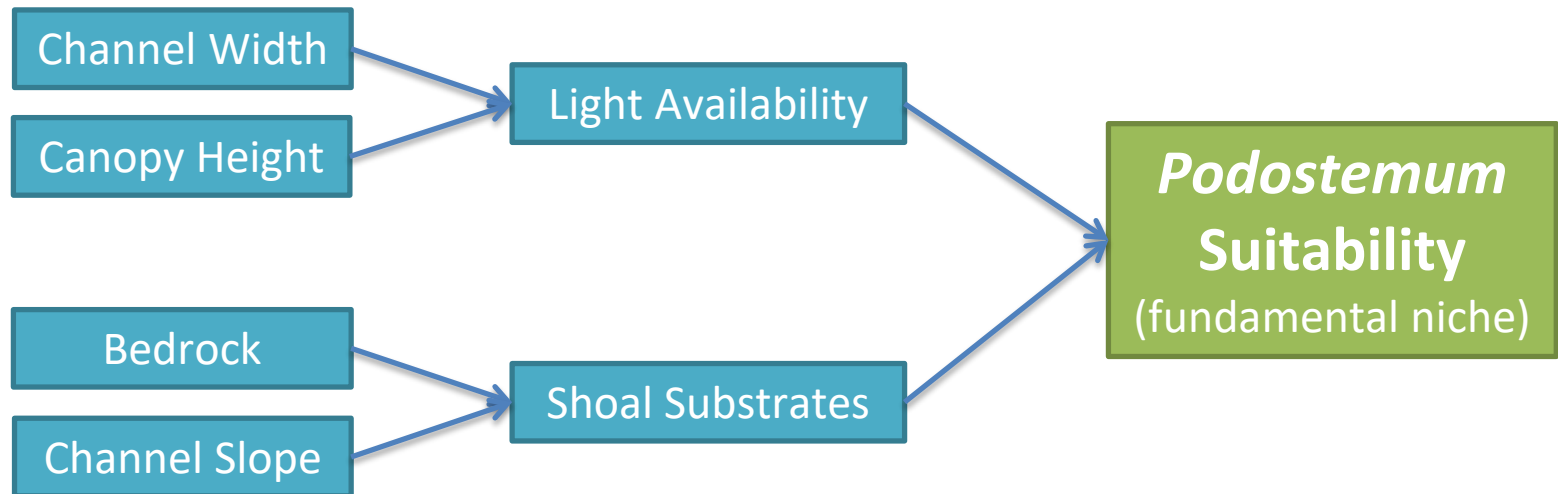 Channel Width
Canopy Height
Light Availability
Bedrock
Channel Slope
Shoal Substrates
Podostemum
Suitability
(fundamental niche)